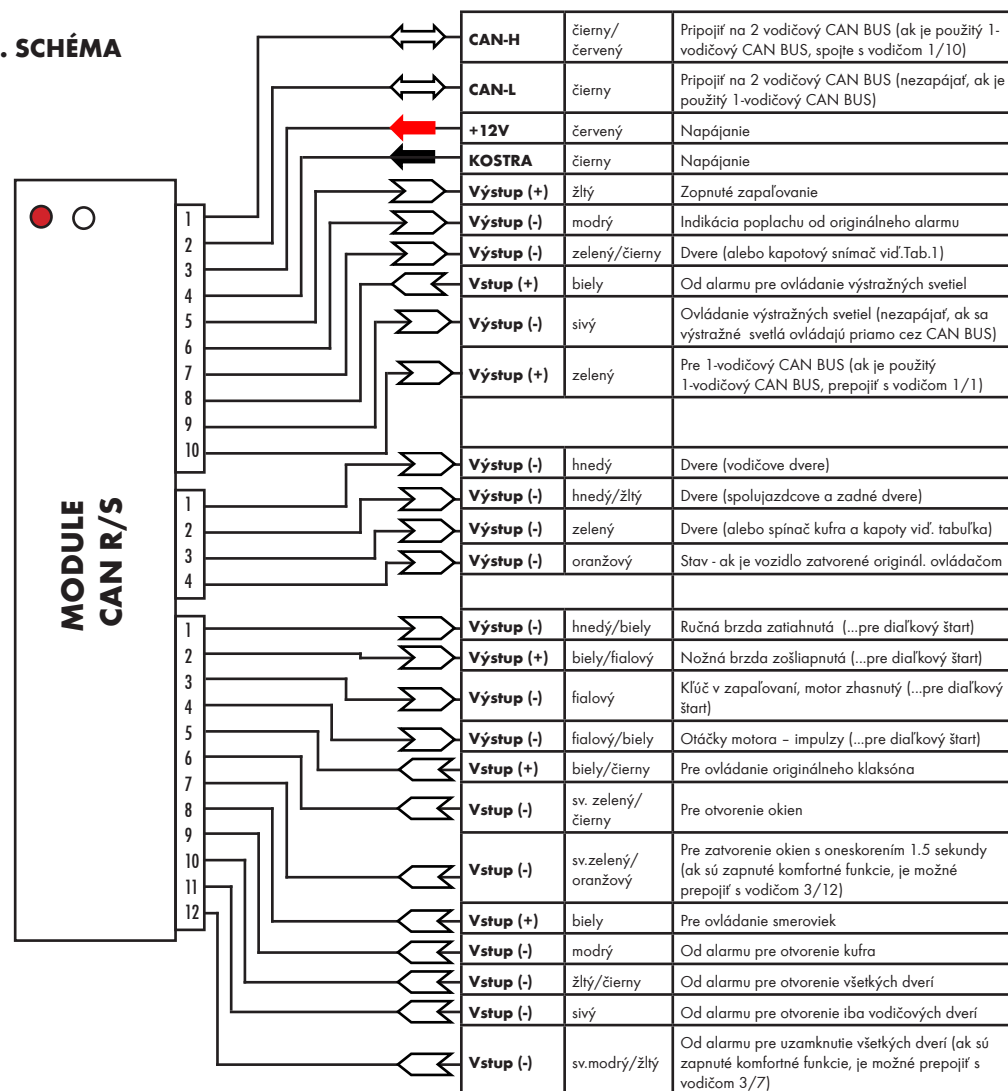 . SCHÉMA
MODULE
CAN R/S
1
2
3
4
5
6
7
8
9
10
1
2
3
4
1
2
3
4
5
6
7
8
9
10
11
12
CAN-H čierny/ Pripojiť na 2 vodičový CAN BUS (ak je použitý 1-
červený vodičový CAN BUS, spojte s vodičom 1/10)
CAN-L čierny Pripojiť na 2 vodičový CAN BUS (nezapájať, ak je
použitý 1-vodičový CAN BUS)
+12V červený Napájanie
KOSTRA čierny Napájanie
Výstup (+) žltý Zopnuté zapaľovanie
Výstup (-) modrý Indikácia poplachu od originálneho alarmu
Výstup (-) zelený/čierny Dvere (alebo kapotový snímač viď.Tab.1)
Vstup (+) biely Od alarmu pre ovládanie výstražných svetiel
Výstup (-) sivý Ovládanie výstražných svetiel (nezapájať, ak sa
výstražné svetlá ovládajú priamo cez CAN BUS)
Výstup (+) zelený Pre 1-vodičový CAN BUS (ak je použitý
1-vodičový CAN BUS, prepojiť s vodičom 1/1)
Výstup (-) hnedý Dvere (vodičove dvere)
Výstup (-) hnedý/žltý Dvere (spolujazdcove a zadné dvere)
Výstup (-) zelený Dvere (alebo spínač kufra a kapoty viď. tabuľka)
Výstup (-) oranžový Stav - ak je vozidlo zatvorené originál. ovládačom
Výstup (-) hnedý/biely Ručná brzda zatiahnutá (...pre diaľkový štart)
Výstup (+) biely/fialový Nožná brzda zošliapnutá (...pre diaľkový štart)
Výstup (-) fialový Kľúč v zapaľovaní, motor zhasnutý (...pre diaľkový
štart)
Výstup (-) fialový/biely Otáčky motora – impulzy (...pre diaľkový štart)
Vstup (+) biely/čierny Pre ovládanie originálneho klaksóna
Vstup (-) sv. zelený/ Pre otvorenie okien
čierny
Vstup (-) sv.zelený/ Pre zatvorenie okien s oneskorením 1.5 sekundy
oranžový (ak sú zapnuté komfortné funkcie, je možné
prepojiť s vodičom 3/12)
Vstup (+) biely Pre ovládanie smeroviek
Vstup (-) modrý Od alarmu pre otvorenie kufra
Vstup (-) žltý/čierny Od alarmu pre otvorenie všetkých dverí
Vstup (-) sivý Od alarmu pre otvorenie iba vodičových dverí
Vstup (-) sv.modrý/žltý Od alarmu pre uzamknutie všetkých dverí (ak sú
zapnuté komfortné funkcie, je možné prepojiť s
vodičom 3/7)